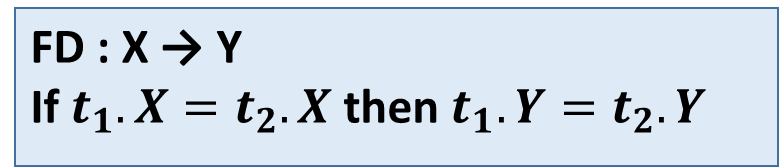 FD : X → Y
If t₁. X = t₂. X then t₁. Y = t₂. Y